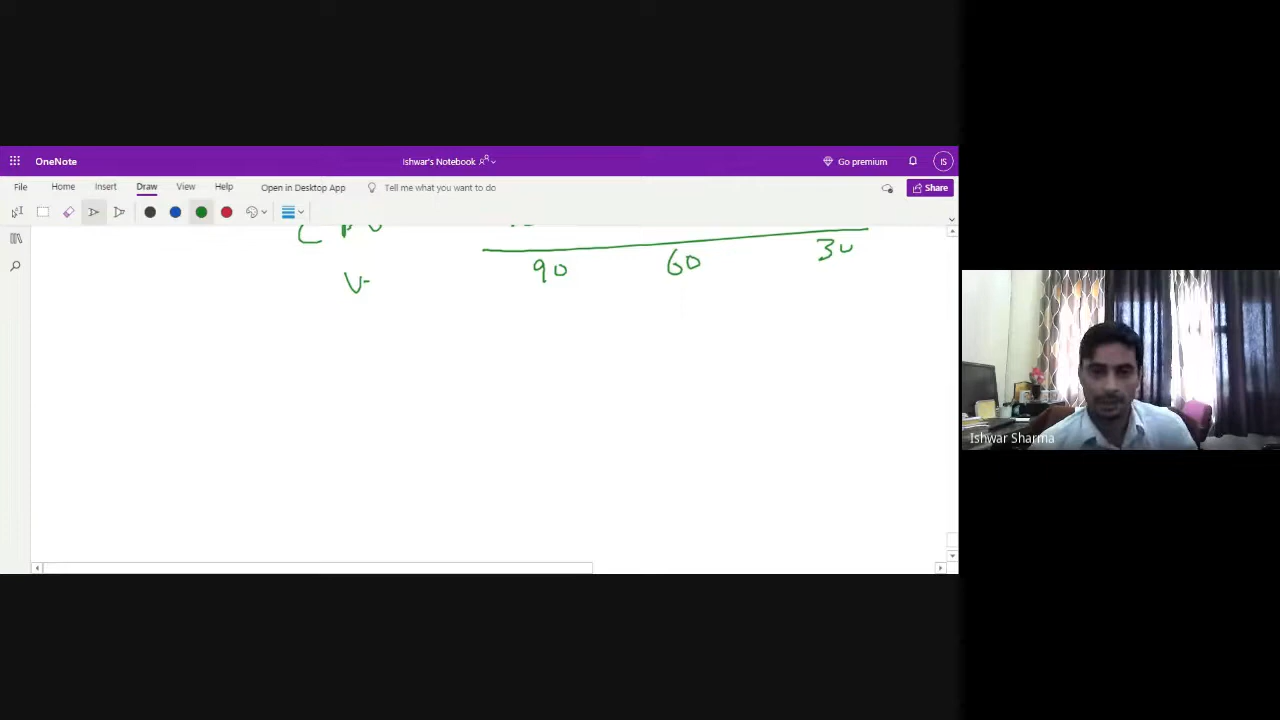 OneNote
Ishwar's Notebook
Go premium
IS
File Home Insert Draw View Help Open in Desktop App Tell me what you want to do
Share
90 60 30
V-
Ishwar Sharma